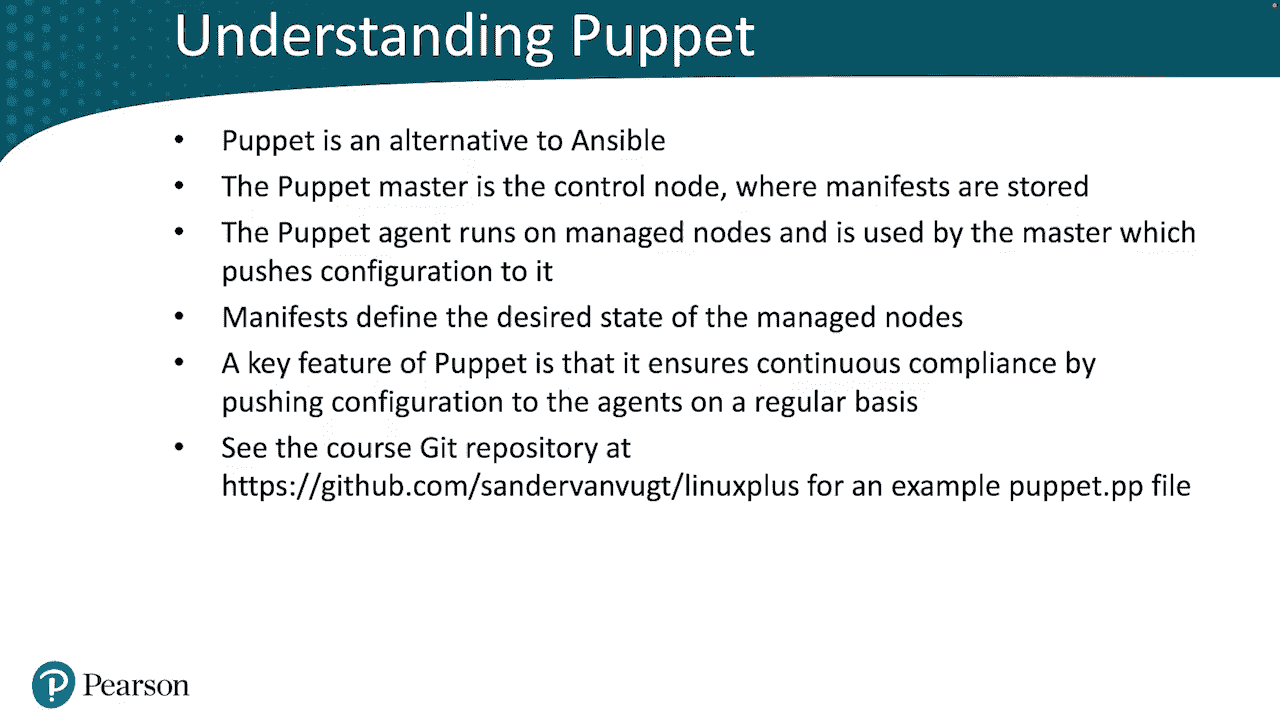 Understanding Puppet
• Puppet is an alternative to Ansible
• The Puppet master is the control node, where manifests are stored
• The Puppet agent runs on managed nodes and is used by the master which
pushes configuration to it
• Manifests define the desired state of the managed nodes
• A key feature of Puppet is that it ensures continuous compliance by
pushing configuration to the agents on a regular basis
• See the course Git repository at
https://github.com/sandervanvugt/linuxplus for an example puppet.pp file
Pearson